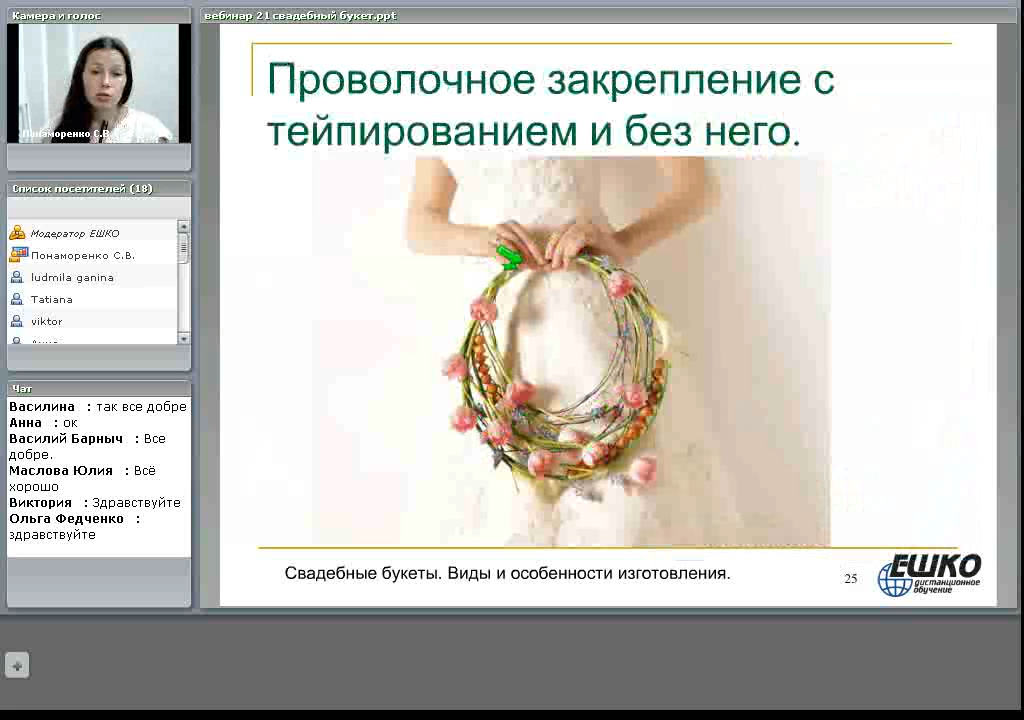 Камера и голос
Понаморенко С.В.
Список посетителей (18)
Модератор ЕШКО
Понаморенко С.В.
ludmila ganina
Tatiana
viktor
Чат
Василина : так все добре
Анна : ок
Василий Барныч : Все
добре.
Маслова Юлия : Всё
хорошо
Виктория : Здравствуйте
Ольга Федченко :
здравствуйте
вебинар 21 свадебный букет.ppt
Проволочное закрепление с
тейпированием и без него.
Свадебные букеты. Виды и особенности изготовления.
25
ЕШКО
дистанционное
обучение